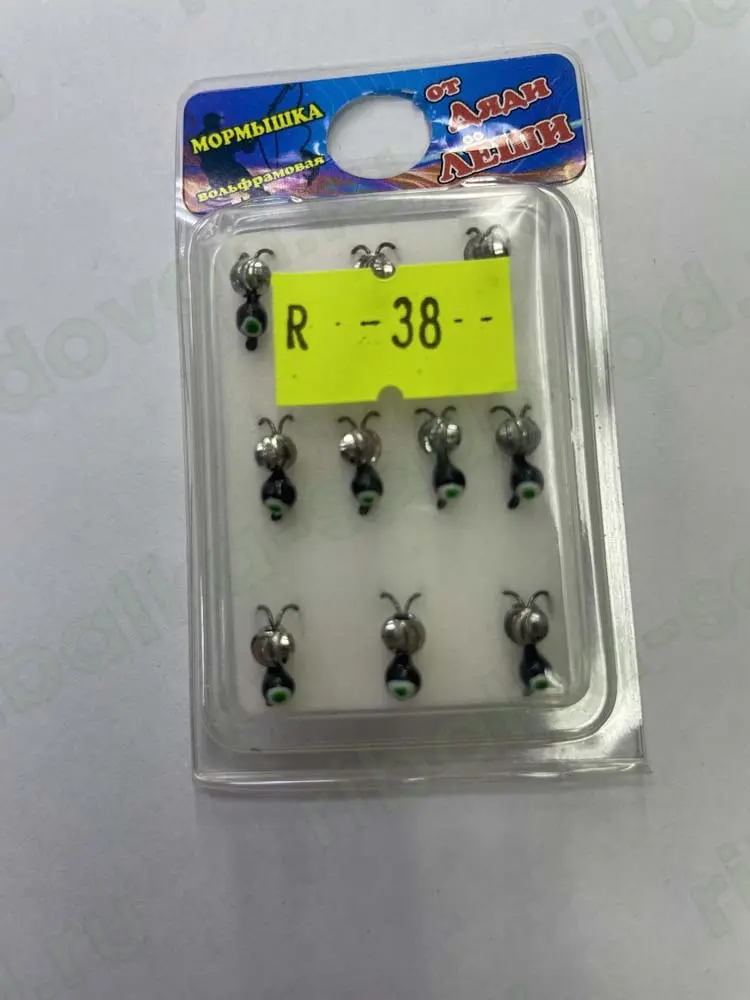 МОРМЫШКА
вольфрамовая
от
Дяди
ЛЁШИ
R - -38- -